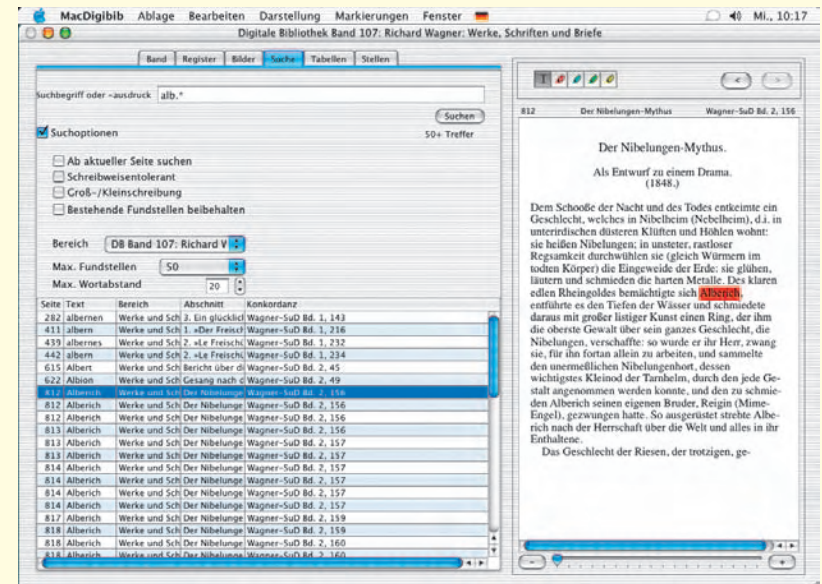 MacDigibib Ablage Bearbeiten Darstellung Markierungen Fenster Mi., 10:17
Digitale Bibliothek Band 107: Richard Wagner: Werke, Schriften und Briefe
Band Register Bilder Suche Tabellen Stellen
Suchbegriff oder -ausdruck alb.*
Suchen
Suchoptionen 50+ Treffer
Ab aktueller Seite suchen
Schreibweisentolerant
Groß-/Kleinschreibung
Bestehende Fundstellen beibehalten
Bereich DB Band 107: Richard V
Max. Fundstellen 50
Max. Wortabstand 20
Seite Text Bereich Abschnitt Konkordanz
282 albernen Werke und Sch 3. Ein glücklicl Wagner-SuD Bd. 1, 143
411 albern Werke und Sch 1. »Der Freisch Wagner-SuD Bd. 1, 216
439 albernes Werke und Sch 2. »Le Freischü Wagner-SuD Bd. 1, 232
442 albern Werke und Sch 2. »Le Freischü Wagner-SuD Bd. 1, 234
615 Albert Werke und Sch Bericht über di Wagner-SuD Bd. 2, 45
622 Albion Werke und Sch Gesang nach d Wagner-SuD Bd. 2, 49
812 Alberich Werke und Sch Der Nibelunge Wagner-SuD Bd. 2, 156
812 Alberich Werke und Sch Der Nibelunge Wagner-SuD Bd. 2, 156
812 Alberich Werke und Sch Der Nibelunge Wagner-SuD Bd. 2, 156
813 Alberich Werke und Sch Der Nibelunge Wagner-SuD Bd. 2, 156
813 Alberich Werke und Sch Der Nibelunge Wagner-SuD Bd. 2, 157
813 Alberich Werke und Sch Der Nibelunge Wagner-SuD Bd. 2, 157
814 Alberich Werke und Sch Der Nibelunge Wagner-SuD Bd. 2, 157
814 Alberich Werke und Sch Der Nibelunge Wagner-SuD Bd. 2, 157
814 Alberich Werke und Sch Der Nibelunge Wagner-SuD Bd. 2, 157
814 Alberich Werke und Sch Der Nibelunge Wagner-SuD Bd. 2, 157
817 Alberich Werke und Sch Der Nibelunge Wagner-SuD Bd. 2, 159
818 Alberich Werke und Sch Der Nibelunge Wagner-SuD Bd. 2, 159
818 Alberich Werke und Sch Der Nibelunge Wagner-SuD Bd. 2, 160
818 Alberich Werke und Sch Der Nibelunge Wagner-SuD Bd. 2, 160
T
812 Der Nibelungen-Mythus Wagner-SuD Bd. 2, 156
Der Nibelungen-Mythus.
Als Entwurf zu einem Drama.
(1848.)
Dem Schooße der Nacht und des Todes entkeimte ein
Geschlecht, welches in Nibelheim (Nebelheim), d.i. in
unterirdischen düsteren Klüften und Höhlen wohnt:
sie heißen Nibelungen; in unsteter, rastloser
Regsamkeit durchwühlen sie (gleich Würmern im
todten Körper) die Eingeweide der Erde: sie glühen,
läutern und schmieden die harten Metalle. Des klaren
edlen Rheingoldes bemächtigte sich Alberich,
entführte es den Tiefen der Wässer und schmiedete
daraus mit großer listiger Kunst einen Ring, der ihm
die oberste Gewalt über sein ganzes Geschlecht, die
Nibelungen, verschaffte: so wurde er ihr Herr, zwang
sie, für ihn fortan allein zu arbeiten, und sammelte
den unermeßlichen Nibelungenhort, dessen
wichtigstes Kleinod der Tarnhelm, durch den jede Ge-
stalt angenommen werden konnte, und den zu schmie-
den Alberich seinen eigenen Bruder, Reigin (Mime-
Engel), gezwungen hatte. So ausgerüstet strebte Albe-
rich nach der Herrschaft über die Welt und alles in ihr
Enthaltene.
Das Geschlecht der Riesen, der trotzigen, ge-